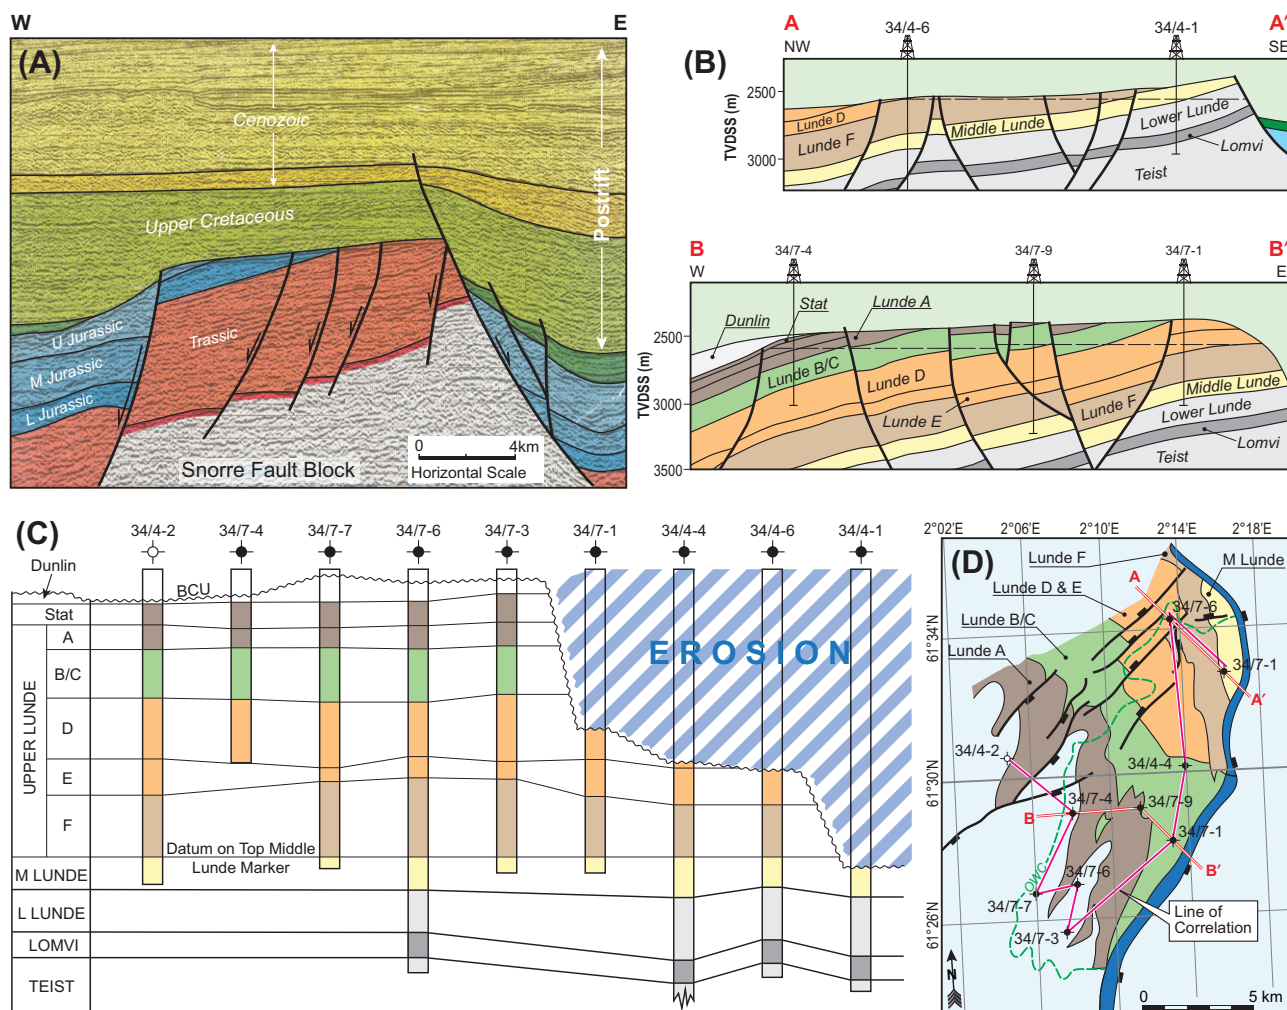 W
E
(A)
Cenozoic
Upper Cretaceous
Postrift
U Jurassic
M Jurassic
L Jurassic
Trassic
Snorre Fault Block
0
4km
Horizontal Scale
(B)
A
NW
34/4-6
34/4-1
A'
SE
TVDSS (m)
2500
3000
Lunde D
Lunde F
Middle Lunde
Lower Lunde
Lomvi
Teist
B
W
34/7-4
34/7-9
34/7-1
B'
E
TVDSS (m)
2500
3000
3500
Dunlin
Stat
Lunde A
Lunde B/C
Lunde D
Lunde E
Lunde F
Middle Lunde
Lower Lunde
Lomvi
Teist
(C)
34/4-2
34/7-4
34/7-7
34/7-6
34/7-3
34/7-1
34/4-4
34/4-6
34/4-1
Dunlin
BCU
Stat
UPPER LUNDE
A
B/C
D
E
F
EROSION
Datum on Top Middle
Lunde Marker
M LUNDE
L LUNDE
LOMVI
TEIST
(D)
2°02'E
2°06'E
2°10'E
2°14'E
2°18'E
61°34'N
61°30'N
61°26'N
Lunde F
M Lunde
A
Lunde D & E
34/7-6
Lunde B/C
Lunde A
34/7-1
A'
34/4-2
34/4-4
34/7-4
34/7-9
B
34/7-1
B'
OWC
34/7-6
34/7-7
34/7-3
Line of
Correlation
N
0
5 km